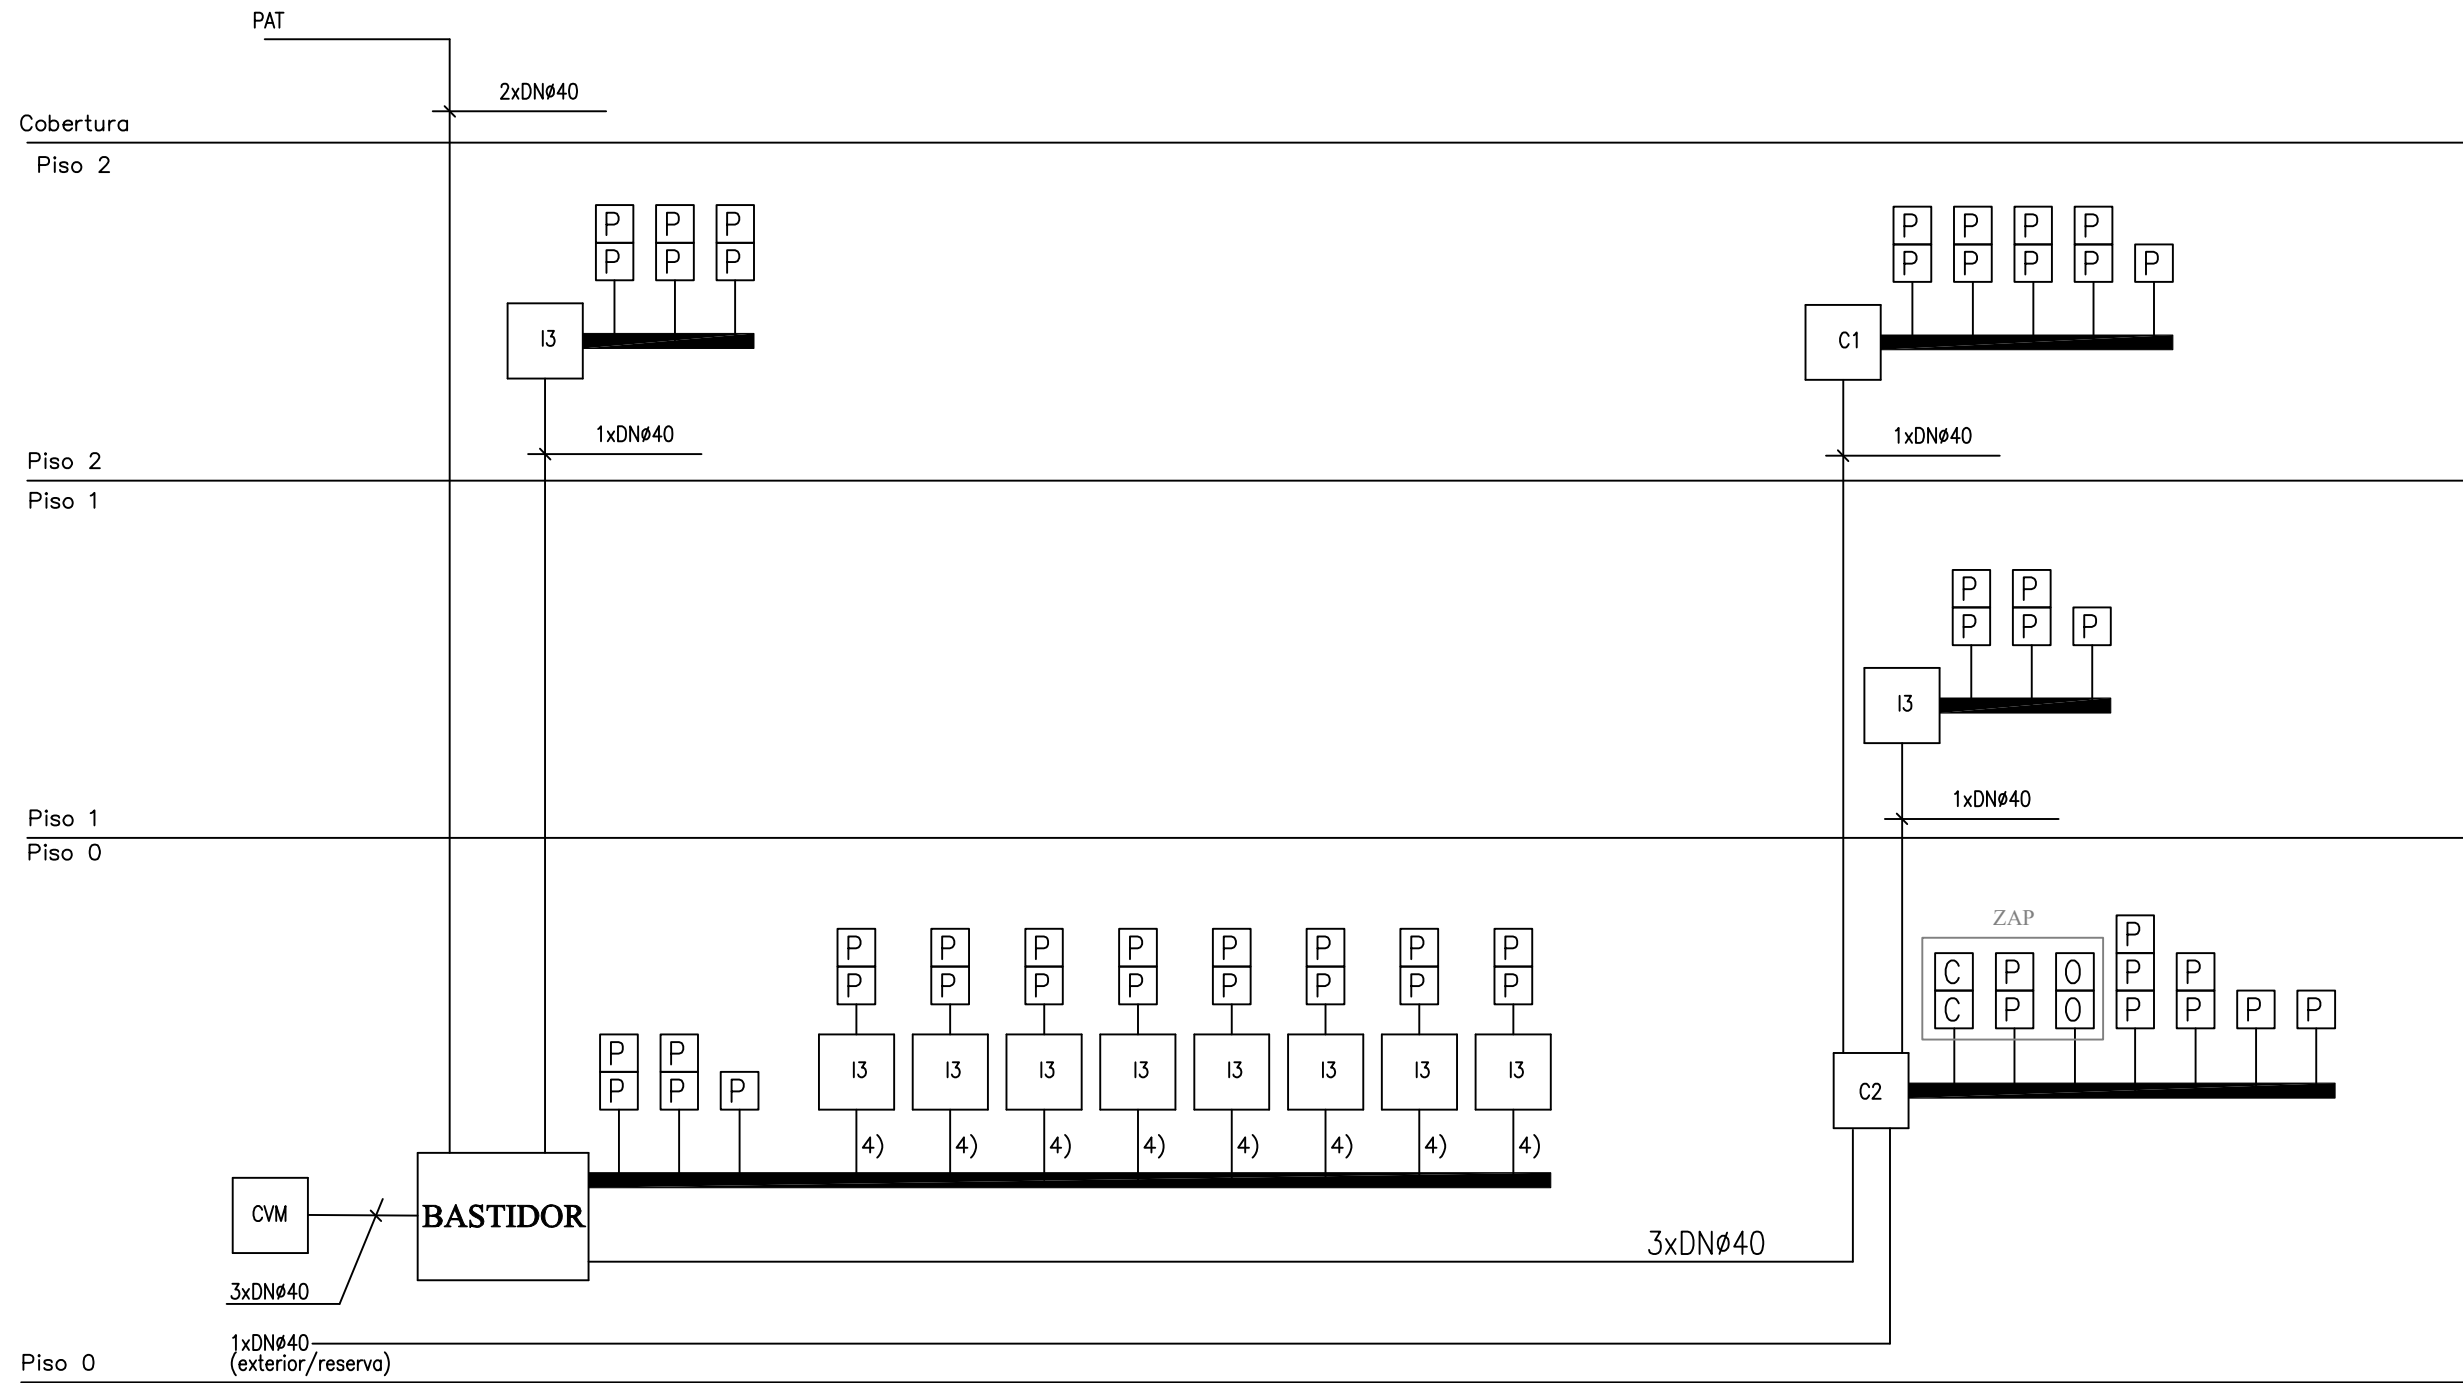 PAT
2xDNø40
Cobertura
Piso 2
P P P P P P P
P P P P P P P P
I3 C1
1xDNø40 1xDNø40
Piso 2
Piso 1
P P
P P P
I3
Piso 1
1xDNø40
Piso 0
ZAP
P
P P P P P P P P C P O P P
P P P P P P P P C P O P P P P
P P
P P P
I3 I3 I3 I3 I3 I3 I3 I3
C2
4) 4) 4) 4) 4) 4) 4) 4)
CVM BASTIDOR
3xDNø40
3xDNø40
1xDNø40
(exterior/reserva)
Piso 0